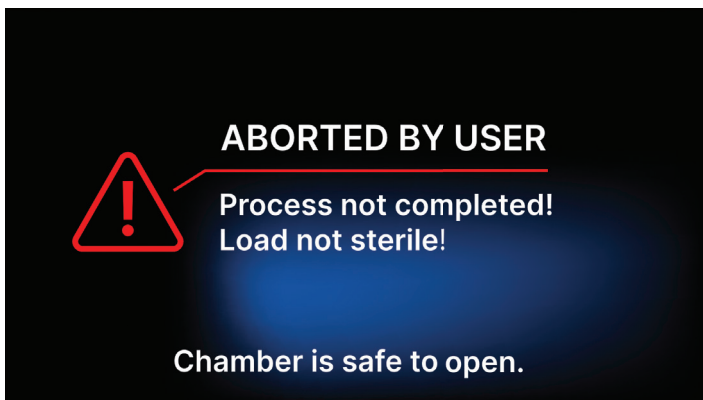 ABORTED BY USER
Process not completed!
Load not sterile!
Chamber is safe to open.